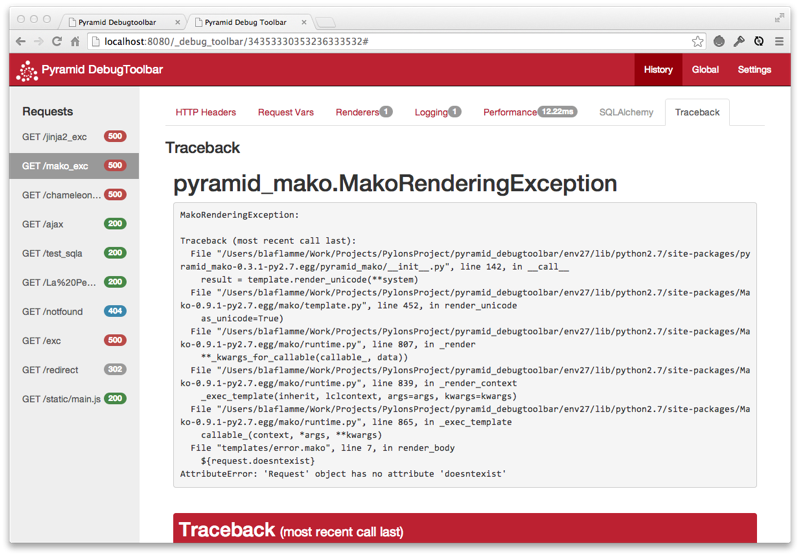 Pyramid Debugtoolbar
Pyramid Debug Toolbar
localhost:8080/_debug_toolbar/34353330353236333532#
Pyramid DebugToolbar
History
Global
Settings
Requests
GET /jinja2_exc 500
GET /mako_exc 500
GET /chameleon... 500
GET /ajax 200
GET /test_sqla 200
GET /La%20Pe... 200
GET /notfound 404
GET /exc 500
GET /redirect 302
GET /static/main.js 200
HTTP Headers
Request Vars
Renderers 1
Logging 1
Performance 12.22ms
SQLAlchemy
Traceback
Traceback
pyramid_mako.MakoRenderingException
MakoRenderingException:
Traceback (most recent call last):
File "/Users/blaflamme/Work/Projects/PylonsProject/pyramid_debugtoolbar/env27/lib/python2.7/site-packages/py
ramid_mako-0.3.1-py2.7.egg/pyramid_mako/__init__.py", line 142, in __call__
result = template.render_unicode(**system)
File "/Users/blaflamme/Work/Projects/PylonsProject/pyramid_debugtoolbar/env27/lib/python2.7/site-packages/Ma
ko-0.9.1-py2.7.egg/mako/template.py", line 452, in render_unicode
as_unicode=True)
File "/Users/blaflamme/Work/Projects/PylonsProject/pyramid_debugtoolbar/env27/lib/python2.7/site-packages/Ma
ko-0.9.1-py2.7.egg/mako/runtime.py", line 807, in _render
**_kwargs_for_callable(callable_, data))
File "/Users/blaflamme/Work/Projects/PylonsProject/pyramid_debugtoolbar/env27/lib/python2.7/site-packages/Ma
ko-0.9.1-py2.7.egg/mako/runtime.py", line 839, in _render_context
_exec_template(inherit, lclcontext, args=args, kwargs=kwargs)
File "/Users/blaflamme/Work/Projects/PylonsProject/pyramid_debugtoolbar/env27/lib/python2.7/site-packages/Ma
ko-0.9.1-py2.7.egg/mako/runtime.py", line 865, in _exec_template
callable_(context, *args, **kwargs)
File "templates/error.mako", line 7, in render_body
${request.doesntexist}
AttributeError: 'Request' object has no attribute 'doesntexist'
Traceback (most recent call last)